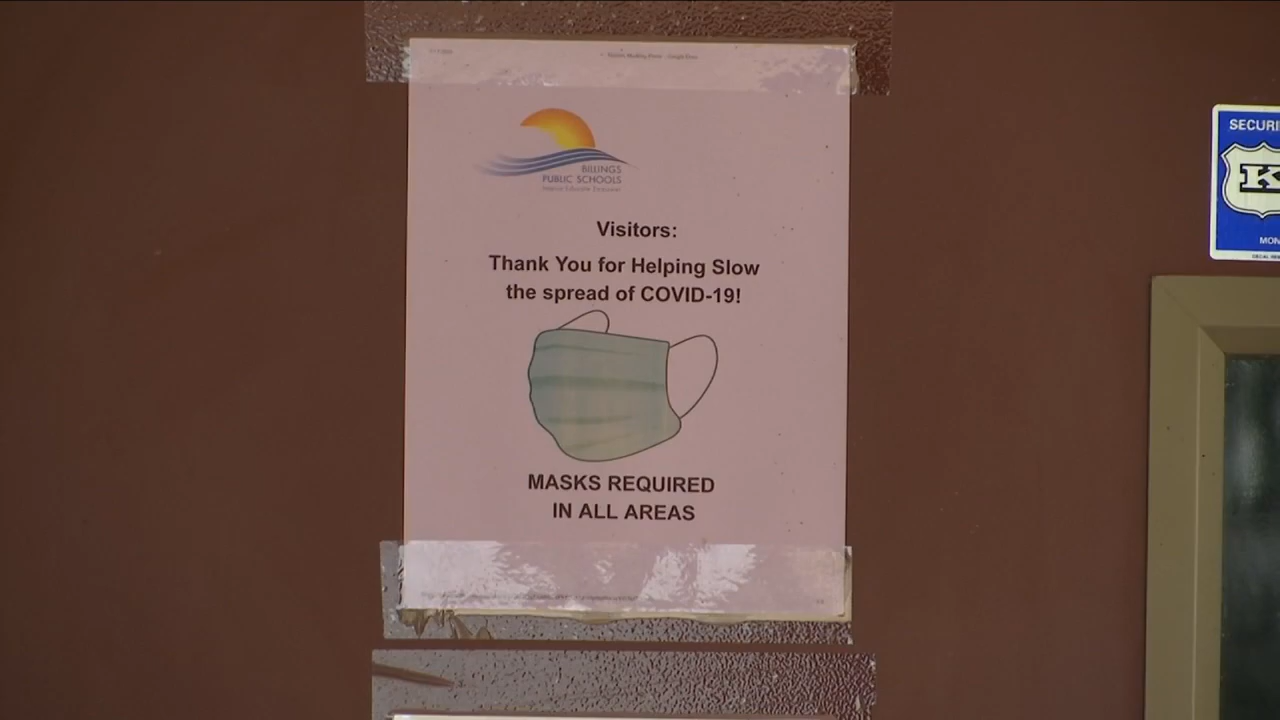 BILLINGS
PUBLIC SCHOOLS
Visitors:
Thank You for Helping Slow
the spread of COVID-19!
MASKS REQUIRED
IN ALL AREAS
SECURI
K
MON